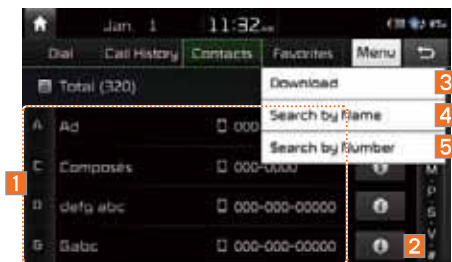 Jan. 1 11:32
Dial Call History Contacts Favorites Menu
Total (320)
Download 3
Search by Name 4
Search by Number 5
A Ad 000
C Composés 000-0000 M
1
D defg abc 000-000-00000 P S
G Gabc 000-000-00000 2 V #